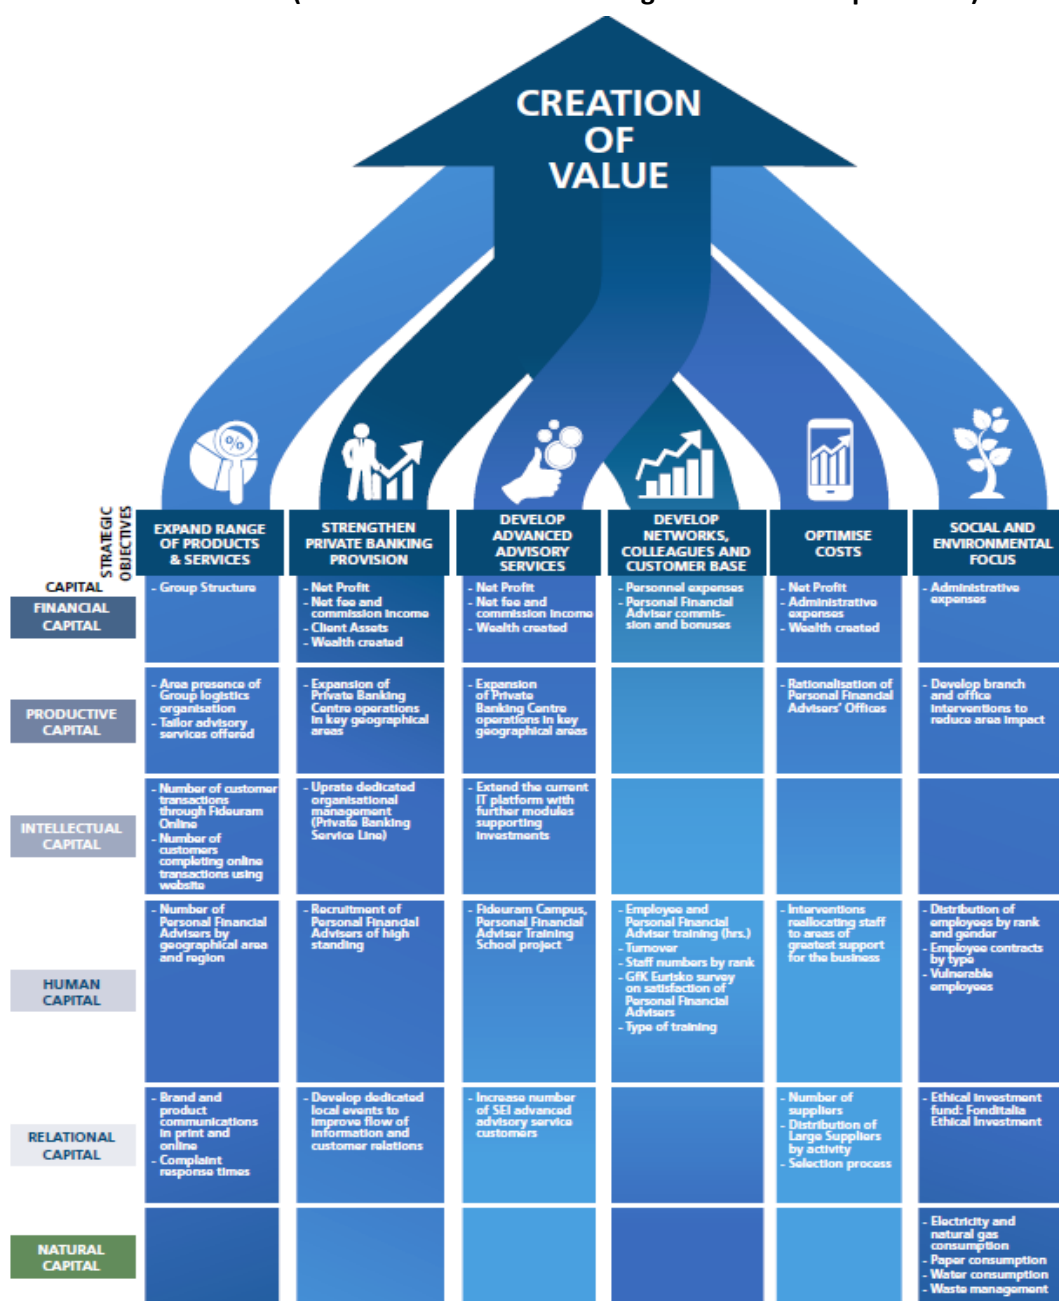 CREATION
OF
VALUE
%
STRATEGIC
OBJECTIVES
EXPAND RANGE
OF PRODUCTS
& SERVICES
STRENGTHEN
PRIVATE BANKING
PROVISION
DEVELOP
ADVANCED
ADVISORY
SERVICES
DEVELOP
NETWORKS,
COLLEAGUES AND
CUSTOMER BASE
OPTIMISE
COSTS
SOCIAL AND
ENVIRONMENTAL
FOCUS
CAPITAL
FINANCIAL
CAPITAL
- Group Structure
- Net Profit
- Net fee and
commission income
- Client Assets
- Wealth created
- Net Profit
- Net fee and
commission income
- Wealth created
- Personnel expenses
- Personal Financial
Adviser commis-
sion and bonuses
- Net Profit
- Administrative
expenses
- Wealth created
- Administrative
expenses
PRODUCTIVE
CAPITAL
- Area presence of
Group logistics
organisation
- Tailor advisory
services offered
- Expansion of
Private Banking
Centre operations
in key geographical
areas
- Expansion
of Private
Banking Centre
operations in key
geographical areas
- Rationalisation of
Personal Financial
Advisers' Offices
- Develop branch
and office
interventions to
reduce area impact
INTELLECTUAL
CAPITAL
- Number of customer
transactions
through Fideuram
Online
- Number of
customers
completing online
transactions using
website
- Uprate dedicated
organisational
management
(Private Banking
Service Line)
- Extend the current
IT platform with
further modules
supporting
investments
HUMAN
CAPITAL
- Number of
Personal Financial
Advisers by
geographical area
and region
- Recruitment of
Personal Financial
Advisers of high
standing
- Fideuram Campus,
Personal Financial
Adviser Training
School project
- Employee and
Personal Financial
Adviser training (hrs.)
- Turnover
- Staff numbers by rank
- GfK Eurisko survey
on satisfaction of
Personal Financial
Advisers
- Type of training
- Interventions
reallocating staff
to areas of
greatest support
for the business
- Distribution of
employees by rank
and gender
- Employee contracts
by type
- Vulnerable
employees
RELATIONAL
CAPITAL
- Brand and
product
communications
in print and
online
- Complaint
response times
- Develop dedicated
local events to
improve flow of
information and
customer relations
- Increase number
of SEI advanced
advisory service
customers
- Number of
suppliers
- Distribution of
Large Suppliers
by activity
- Selection process
- Ethical investment
fund: Fonditalia
Ethical Investment
NATURAL
CAPITAL
- Electricity and
natural gas
consumption
- Paper consumption
- Water consumption
- Waste management